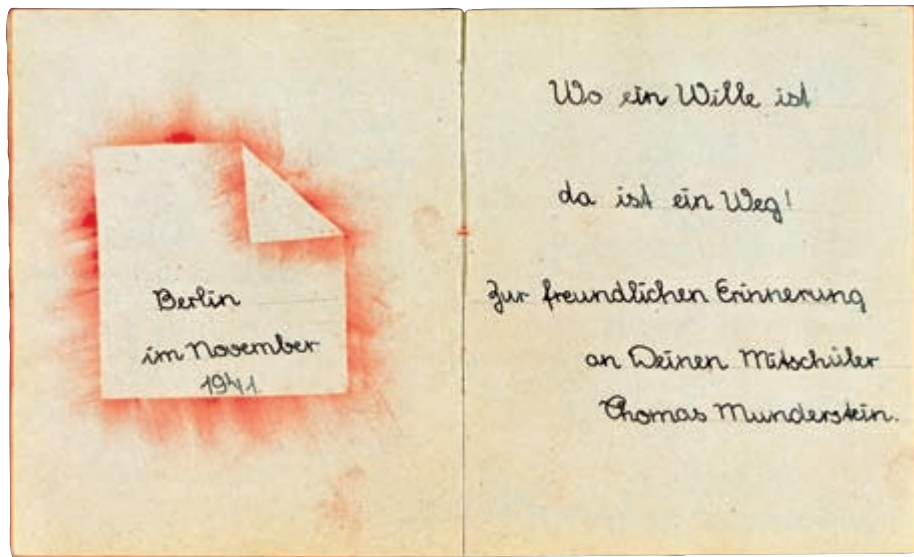 Berlin
im November
1941.
Wo ein Wille ist
da ist ein Weg!
Zur freundlichen Erinnerung
an Deinen Mitschüler
Thomas Munderstein.